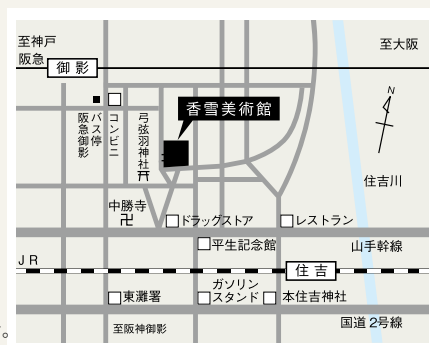 至神戸
阪急
御影
至大阪
香雪美術館
N
バス停
阪急御影
コンビニ
弓弦羽神社
住吉川
中勝寺
卍
ドラッグストア
レストラン
平生記念館
山手幹線
JR
住吉
東灘署
ガソリン
スタンド
本住吉神社
至阪神御影
国道2号線
。